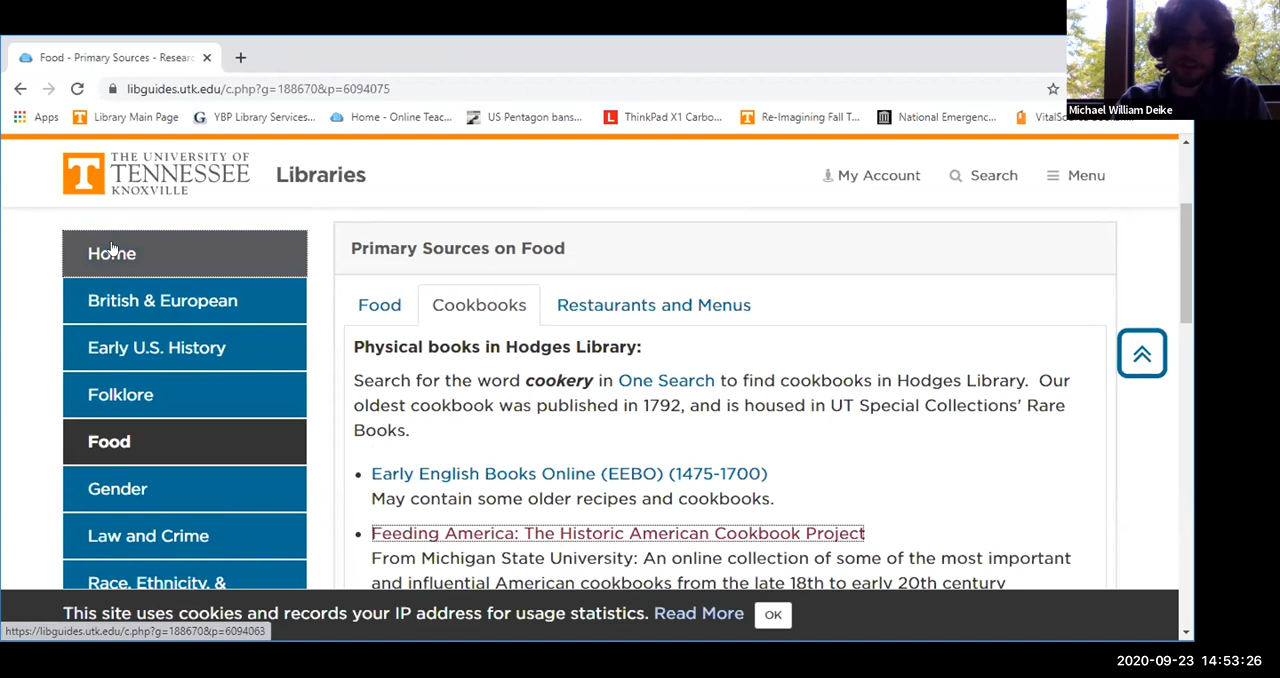 Food - Primary Sources - Researc
libguides.utk.edu/c.php?g=188670&p=6094075
Michael William Deike
Apps
Library Main Page
YBP Library Services...
Home - Online Teac...
US Pentagon bans...
ThinkPad X1 Carbo...
Re-Imagining Fall T...
National Emergenc...
THE UNIVERSITY OF
TENNESSEE
KNOXVILLE
Libraries
My Account
Search
Menu
Home
British & European
Early U.S. History
Folklore
Food
Gender
Law and Crime
Race, Ethnicity, &
Primary Sources on Food
Food
Cookbooks
Restaurants and Menus
Physical books in Hodges Library:
Search for the word cookery in One Search to find cookbooks in Hodges Library. Our
oldest cookbook was published in 1792, and is housed in UT Special Collections' Rare
Books.
Early English Books Online (EEBO) (1475-1700)
May contain some older recipes and cookbooks.
Feeding America: The Historic American Cookbook Project
From Michigan State University: An online collection of some of the most important
and influential American cookbooks from the late 18th to early 20th century
This site uses cookies and records your IP address for usage statistics. Read More
OK
https://libguides.utk.edu/c.php?g=188670&p=6094063
2020-09-23 14:53:26